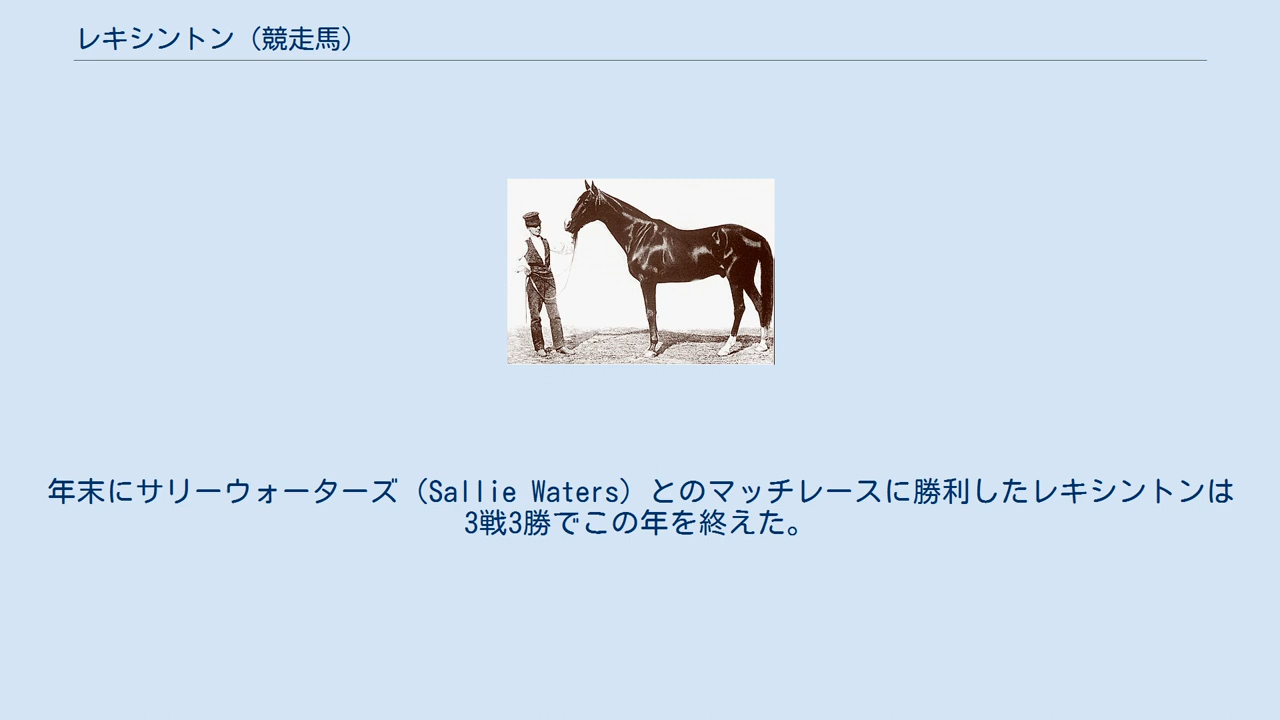 レキシントン（競走馬）
年末にサリーウォーターズ（Sallie Waters）とのマッチレースに勝利したレキシントンは
3戦3勝でこの年を終えた。